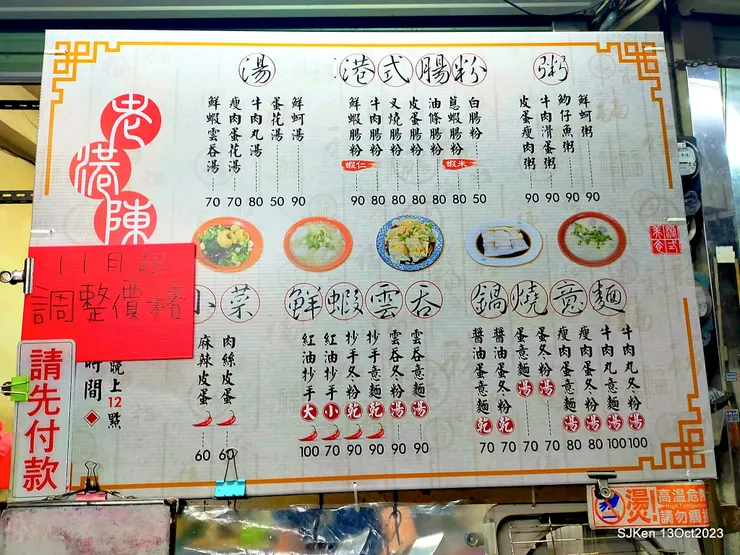 老港陳
湯
鮮蝦雲吞湯 70
瘦肉蛋花湯 70
牛肉丸湯 80
蛋花湯 50
鮮蚵湯 90
港式腸粉
鮮蝦腸粉 蝦仁 90
牛肉腸粉 80
叉燒腸粉 80
皮蛋腸粉 80
油條腸粉 80
蔥蝦腸粉 蝦米 80
白腸粉 50
粥
皮蛋瘦肉粥 90
牛肉滑蛋粥 90
魩仔魚粥 90
鮮蚵粥 90
11月起
調整價格
請先付款
時間
晚上12點
小菜
麻辣皮蛋 60
肉絲皮蛋 60
鮮蝦雲吞
紅油抄手大 100
紅油抄手小 70
抄手冬粉乾 90
抄手意麵乾 90
雲吞冬粉湯 90
雲吞意麵湯 90
鍋燒意麵
醬油蛋意麵乾 70
醬油蛋冬粉乾 70
蛋意麵湯 70
蛋冬粉湯 70
瘦肉蛋意麵湯 80
瘦肉蛋冬粉湯 80
牛肉丸意麵湯 100
牛肉丸冬粉湯 100
燙!
高溫危
請勿觸
SJKen 13Oct2023